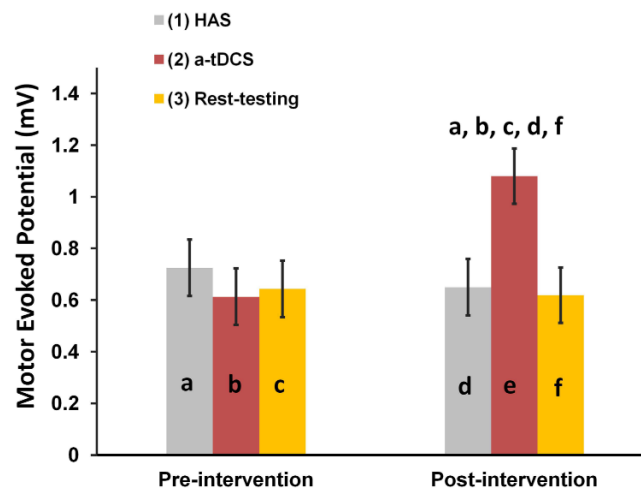 (1) HAS
(2) a-tDCS
(3) Rest-testing
Motor Evoked Potential (mV)
1.4
1.2
1
0.8
0.6
0.4
0.2
0
a, b, c, d, f
a b c d e f
Pre-intervention Post-intervention